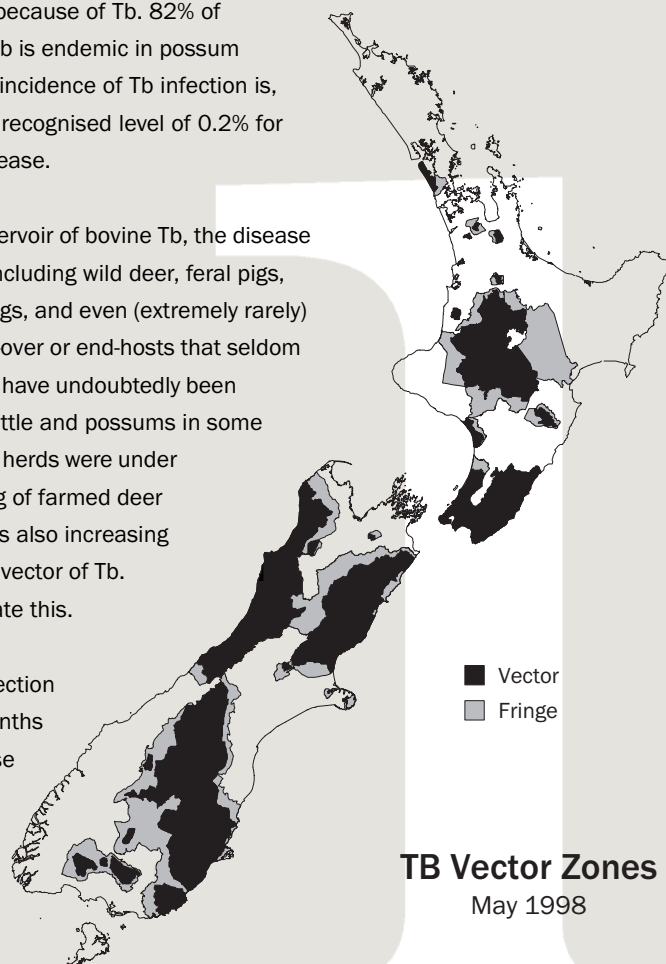 because of Tb. 82% of
b is endemic in possum
incidence of Tb infection is,
recognised level of 0.2% for
ease.
ervoir of bovine Tb, the disease
ncluding wild deer, feral pigs,
gs, and even (extremely rarely)
over or end-hosts that seldom
have undoubtedly been
ttle and possums in some
herds were under
g of farmed deer
s also increasing
vector of Tb.
ate this.
ection
nths
se
Vector
Fringe
TB Vector Zones
May 1998